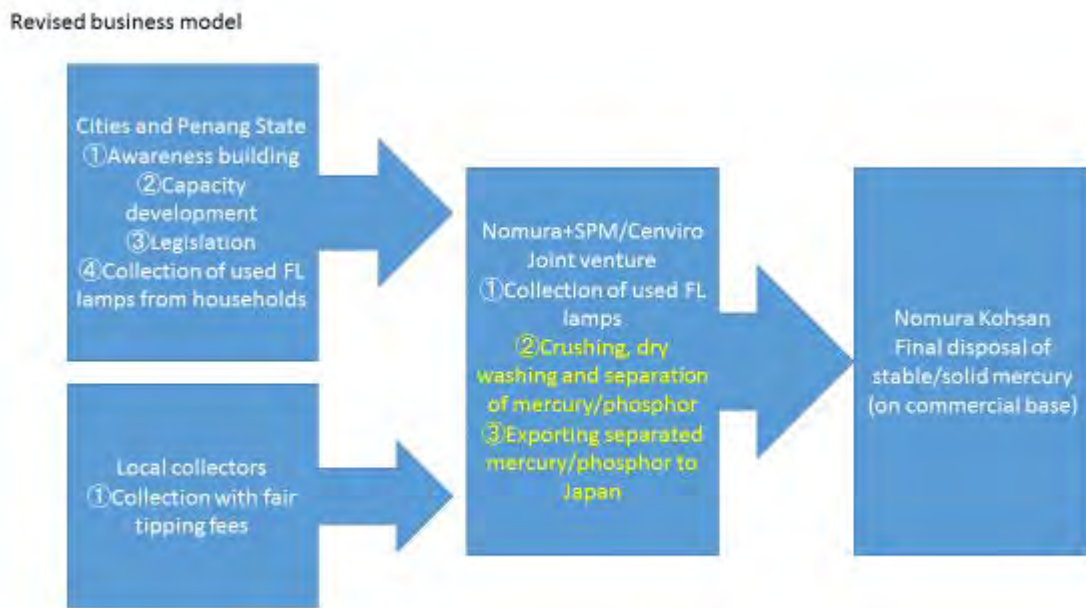 Revised business model
Cities and Penang State
①Awareness building
②Capacity
development
③Legislation
④Collection of used FL
lamps from households
Local collectors
①Collection with fair
tipping fees
Nomura+SPM/Cenviro
Joint venture
①Collection of used FL
lamps
②Crushing, dry
washing and separation
of mercury/phosphor
③Exporting separated
mercury/phosphor to
Japan
Nomura Kohsan
Final disposal of
stable/solid mercury
(on commercial base)